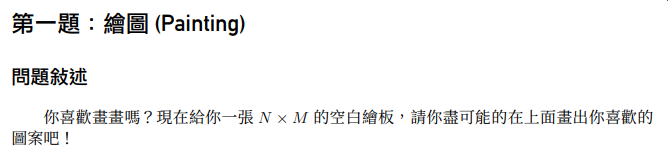 第一題：繪圖 (Painting)
問題敍述
你喜歡畫畫嗎？現在給你一張 N × M 的空白繪板，請你盡可能的在上面畫出你喜歡的
圖案吧！